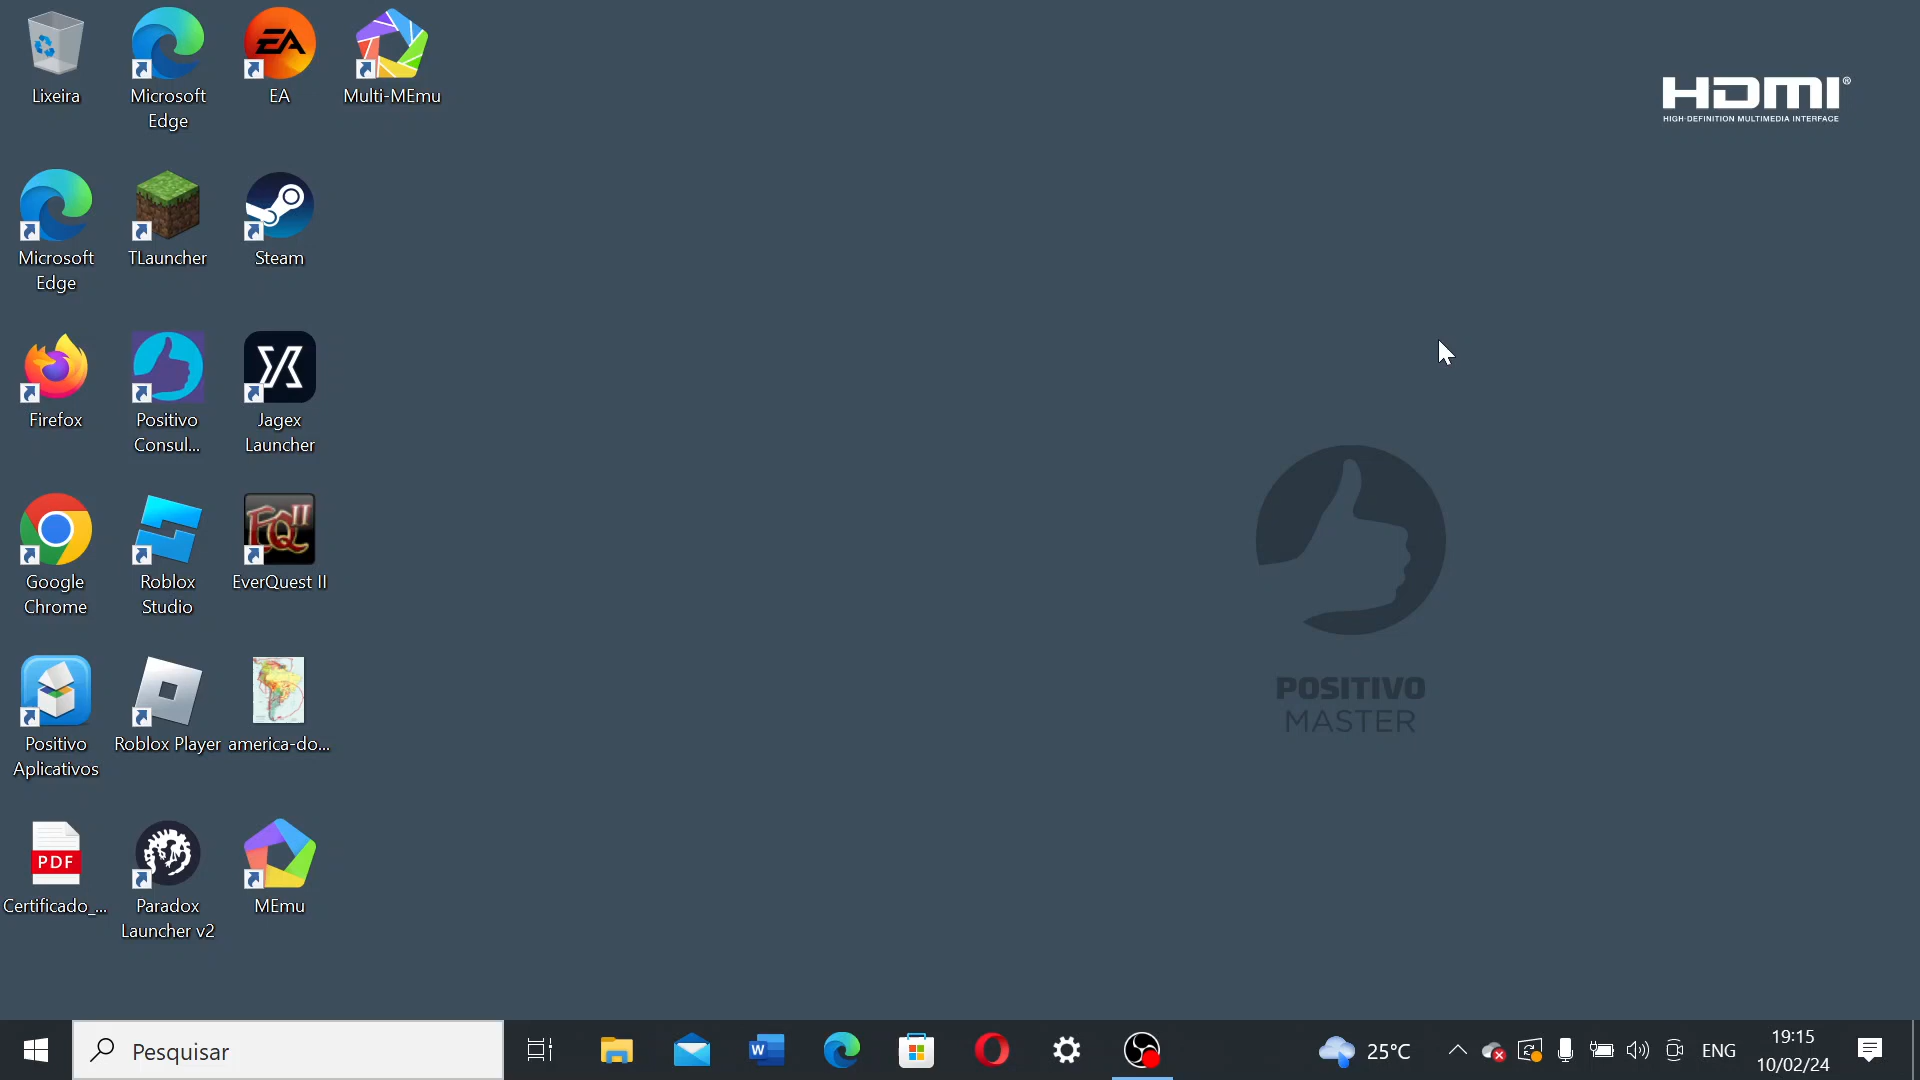 Lixeira
Microsoft
Edge
EA
Multi-MEmu
HDMI®
HIGH-DEFINITION MULTIMEDIA INTERFACE
Microsoft
Edge
TLauncher
Steam
Firefox
Positivo
Consul...
Jagex
Launcher
Google
Chrome
Roblox
Studio
EQII
EverQuest II
Positivo
Aplicativos
Roblox Player
america-do...
POSITIVO
MASTER
PDF
Certificado_...
Paradox
Launcher v2
MEmu
Pesquisar
W
25°C
ENG
19:15
10/02/24